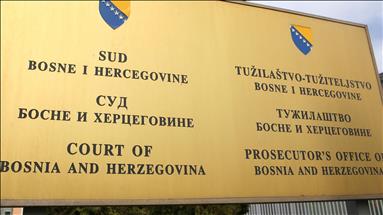 SUD
BOSNE I HERCEGOVINE
СУД
БОСНЕ И ХЕРЦЕГОВИНЕ
COURT OF
BOSNIA AND HERZEGOVINA
TUŽILAŠTVO-TUŽITELJSTVO
BOSNE I HERCEGOVINE
ТУЖИЛАШТВО
БОСНЕ И ХЕРЦЕГОВИНЕ
PROSECUTOR'S OFFICE OF
BOSNIA AND HERZEGOVINA